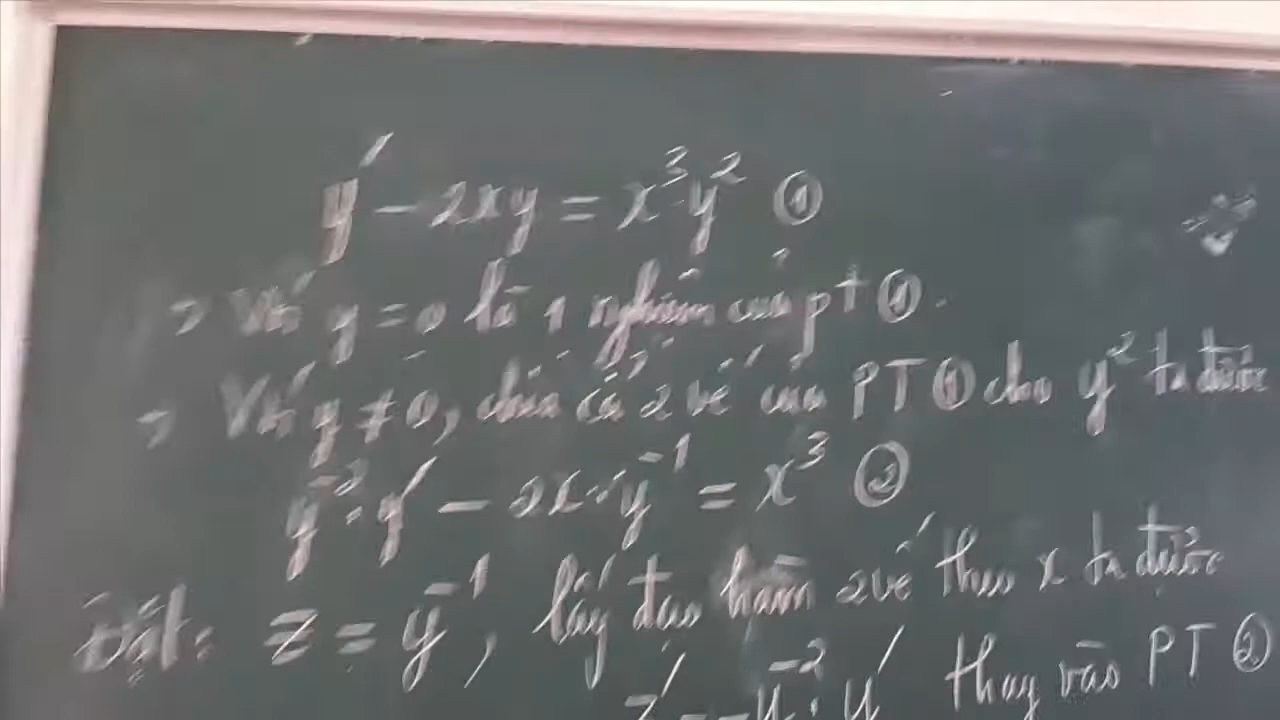 y' - 2xy = x³y² ①
Với y = 0 là 1 nghiệm của pt ①.
Với y ≠ 0, chia cả 2 vế của PT ① cho y² ta được
y⁻².y' - 2x.y⁻¹ = x³ ②
Đặt: z = y⁻¹, lấy đạo hàm 2 vế theo x ta được
z' = -y⁻².y' thay vào PT ②